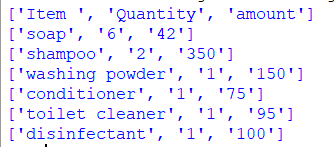 ['Item ', 'Quantity', 'amount']
['soap', '6', '42']
['shampoo', '2', '350']
['washing powder', '1', '150']
['conditioner', '1', '75']
['toilet cleaner', '1', '95']
['disinfectant', '1', '100']